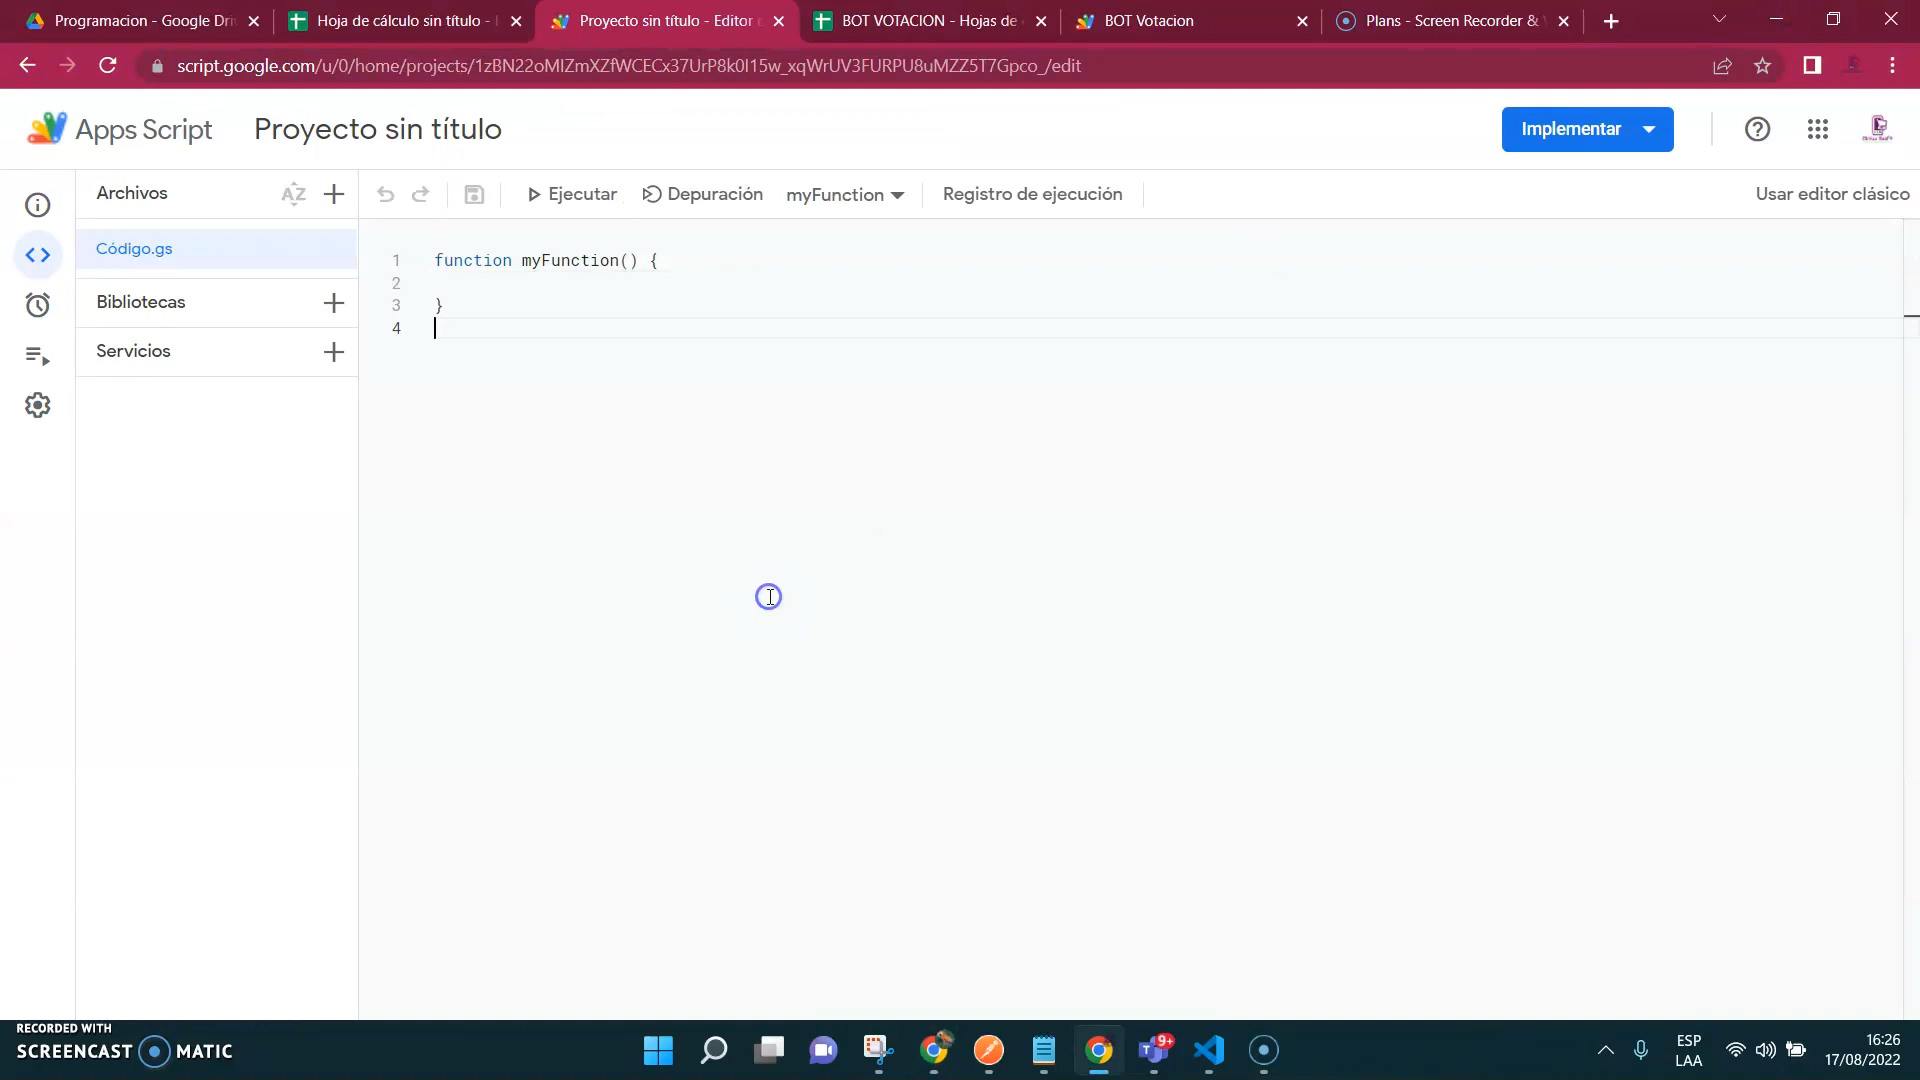 Programacion - Google Dri
Hoja de cálculo sin título -
Proyecto sin título - Editor
BOT VOTACION - Hojas de
BOT Votacion
Plans - Screen Recorder &
script.google.com/u/0/home/projects/1zBN22oMIZmXZfWCECx37UrP8k0I15w_xqWrUV3FURPU8uMZZ5T7Gpco_/edit
Apps Script
Proyecto sin título
Implementar
Archivos
AZ
Ejecutar
Depuración
myFunction
Registro de ejecución
Usar editor clásico
Código.gs
Bibliotecas
Servicios
1 function myFunction() {
2
3 }
4
RECORDED WITH
SCREENCAST MATIC
9+
ESP
LAA
16:26
17/08/2022